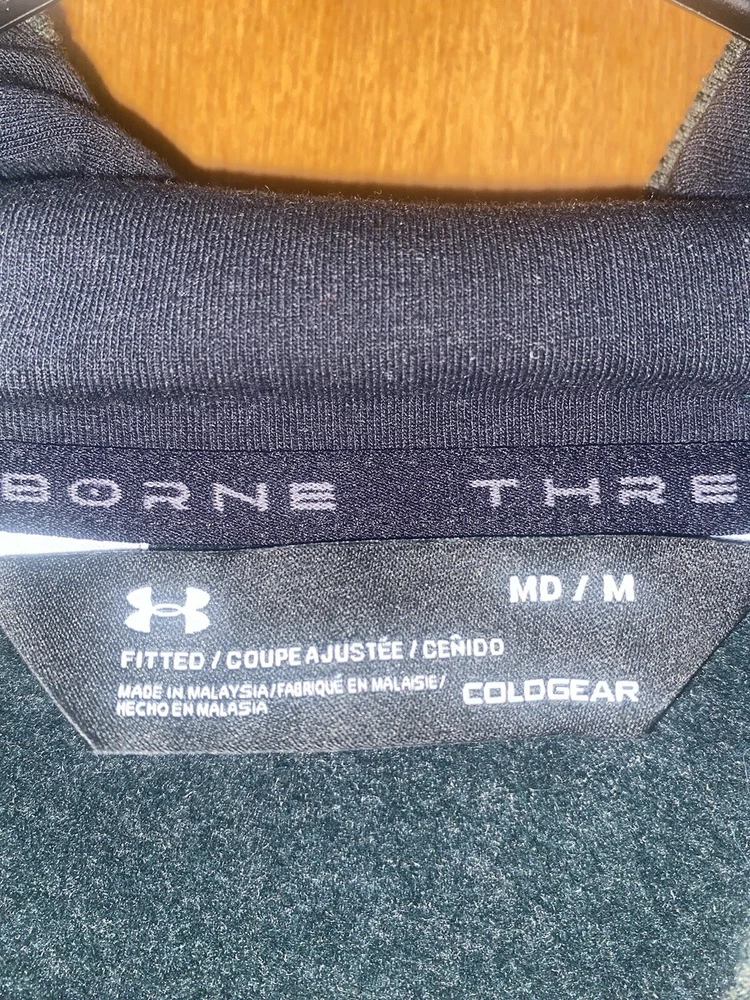 BORNE THRE
MD / M
FITTED / COUPE AJUSTÉE / CEÑIDO
MADE IN MALAYSIA / FABRIQUÉ EN MALAISIE /
HECHO EN MALASIA
COLDGEAR